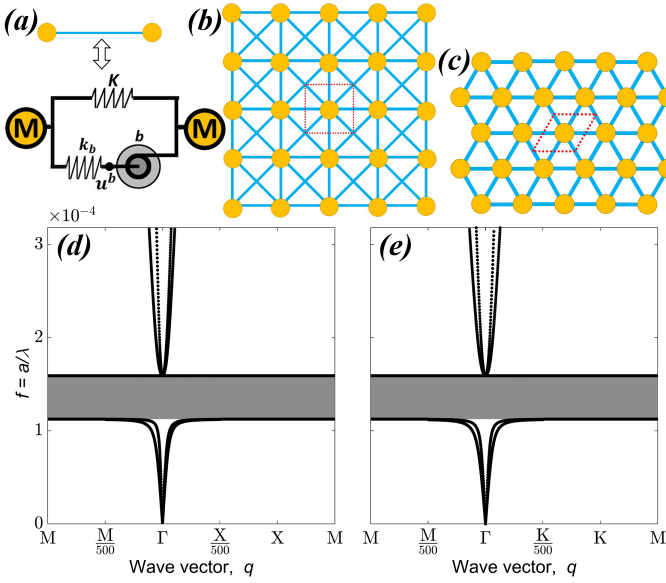 (a)
K
M
M
k_b
b
u^b
(b)
(c)
×10⁻⁴
(d)
3
2
1
0
f = a/λ
M
M/500
Γ
X/500
X
M
Wave vector, q
(e)
M
M/500
Γ
K/500
K
M
Wave vector, q